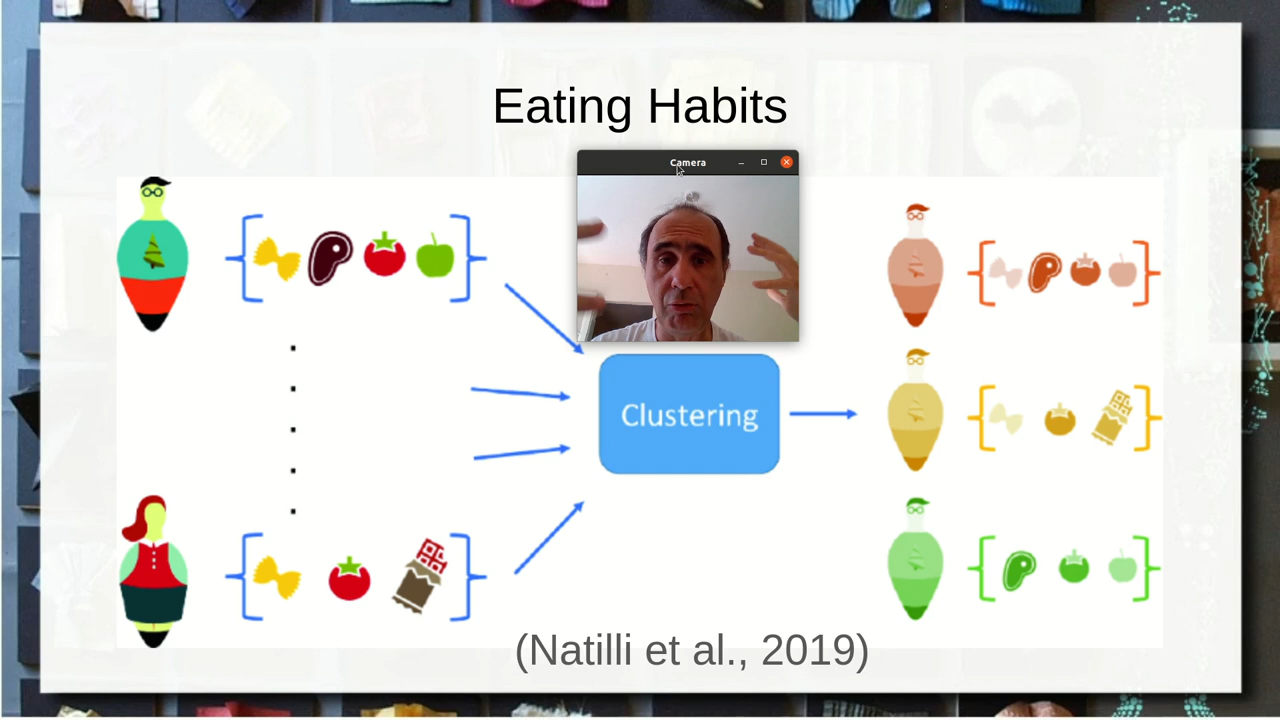 Eating Habits
Camera
Clustering
(Natilli et al., 2019)